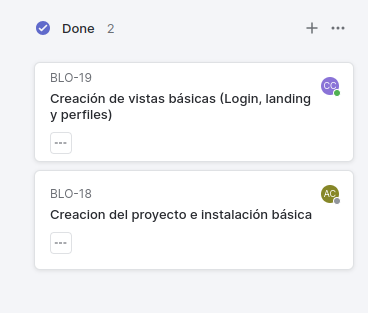 Done 2
BLO-19
CC
Creación de vistas básicas (Login, landing
y perfiles)
BLO-18
AC
Creacion del proyecto e instalación básica